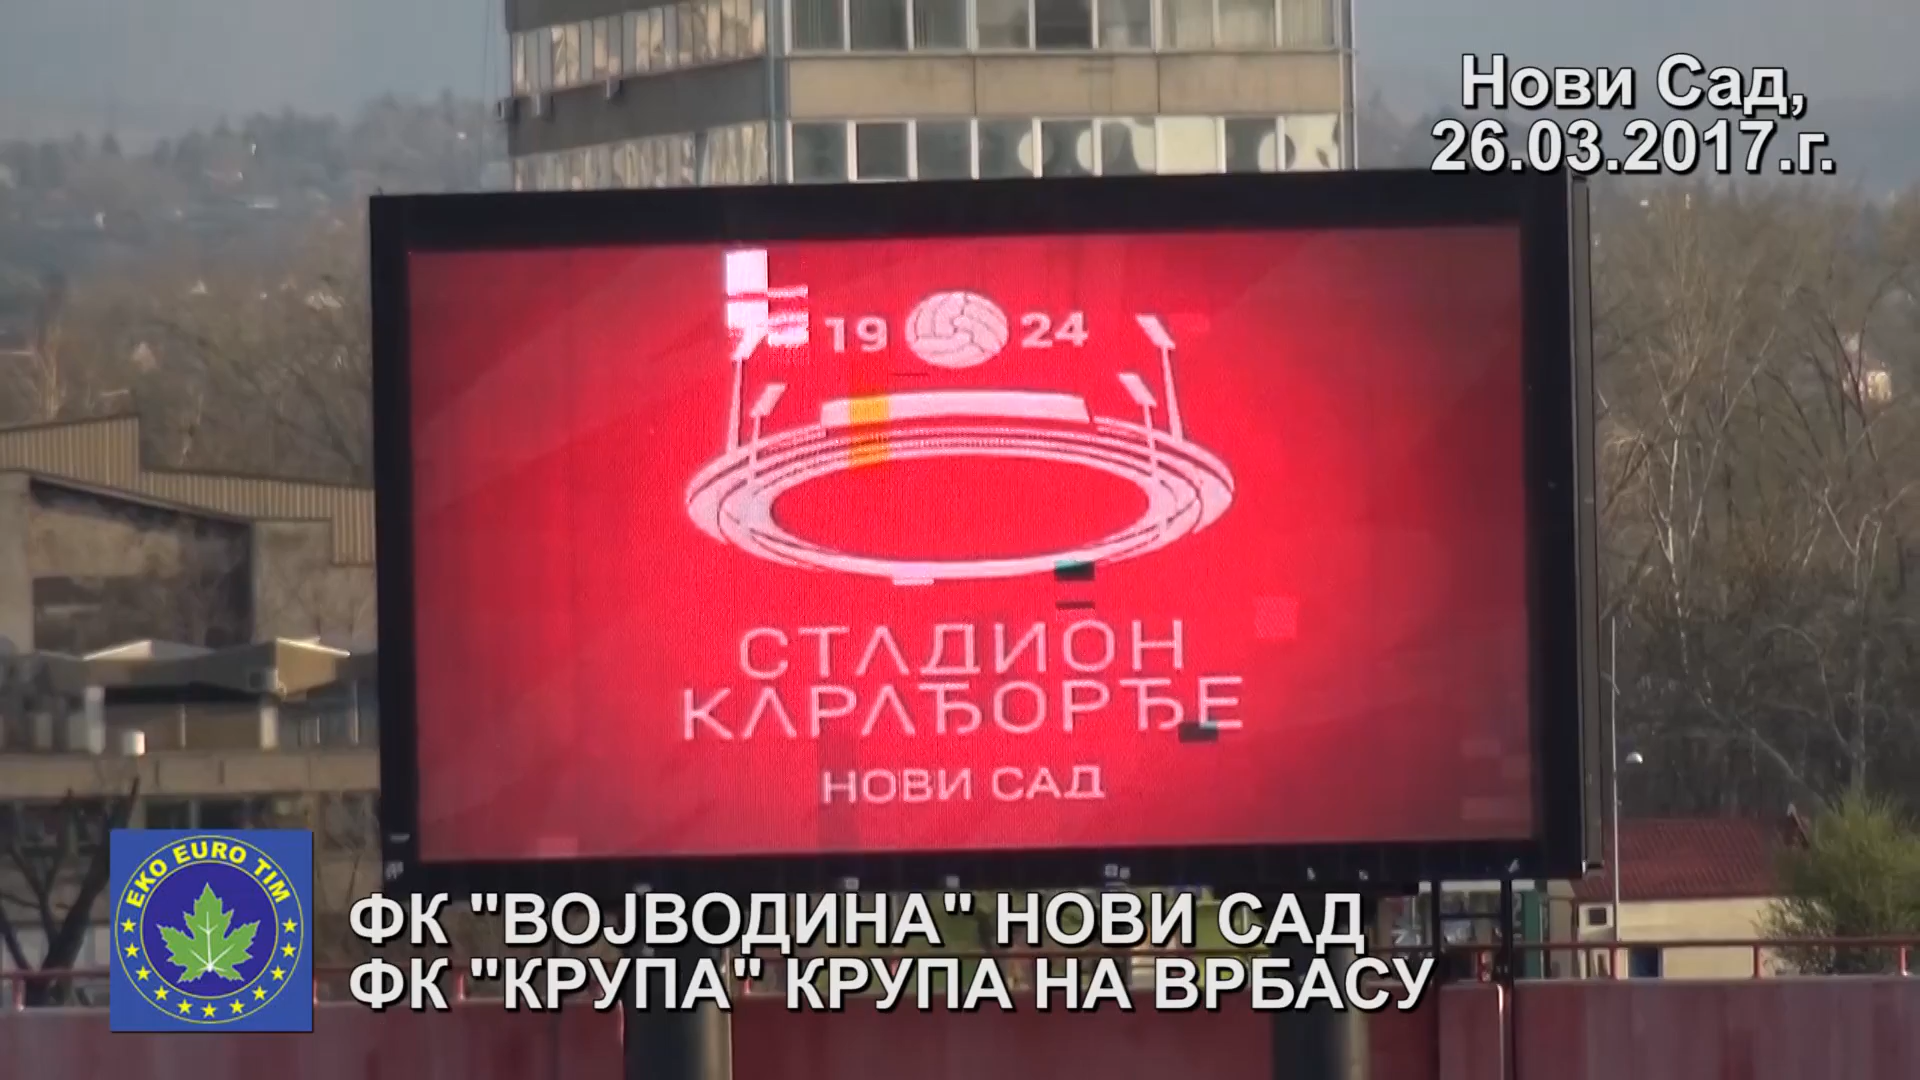 Нови Сад,
26.03.2017.г.
19 24
СТАДИОН
КАРАЂОРЂЕ
НОВИ САД
EKO EURO TIM
ФК "ВОЈВОДИНА" НОВИ САД
ФК "КРУПА" КРУПА НА ВРБАСУ